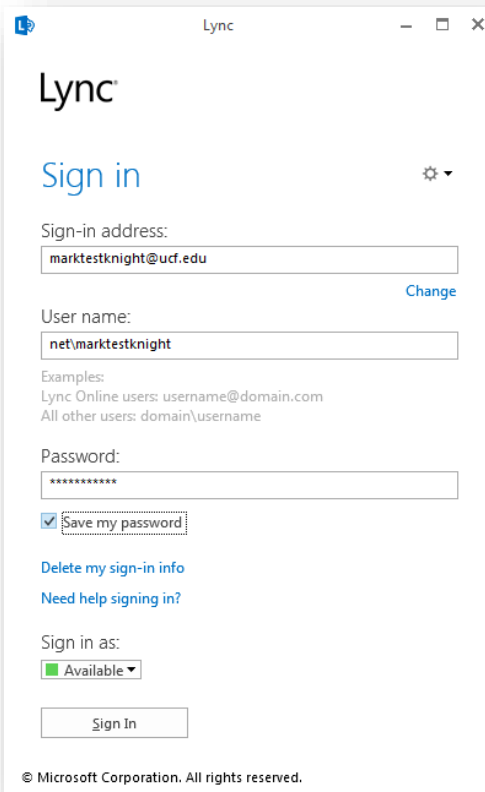 Lync
Lync
Sign in
Sign-in address:
marktestknight@ucf.edu
Change
User name:
net\marktestknight
Examples:
Lync Online users: username@domain.com
All other users: domain\username
Password:
***********
Save my password
Delete my sign-in info
Need help signing in?
Sign in as:
Available
Sign In
© Microsoft Corporation. All rights reserved.